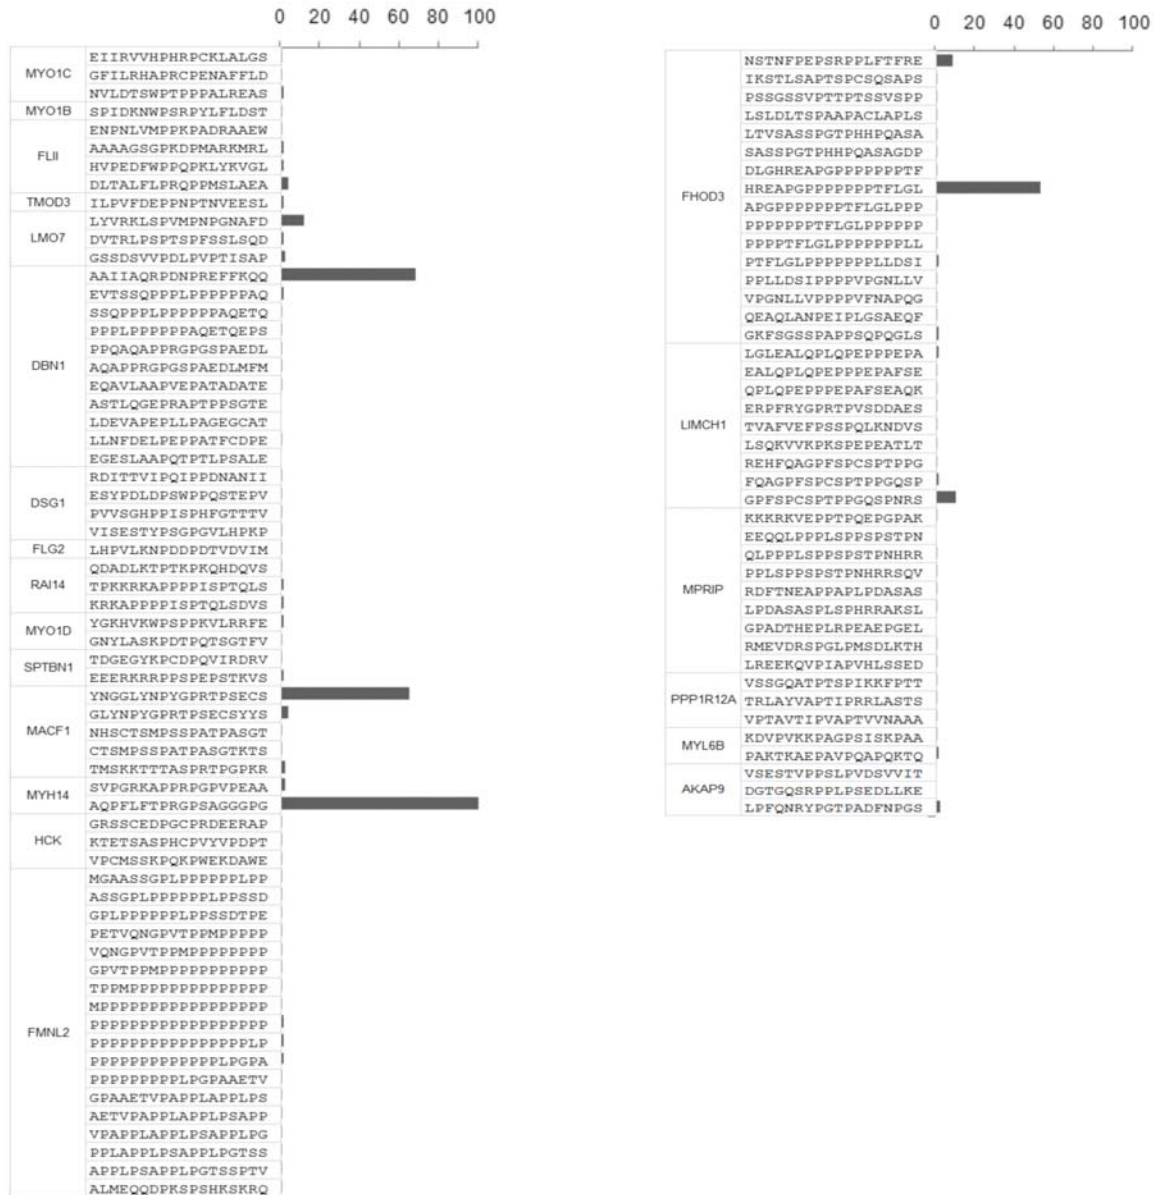 0 20 40 60 80 100
MYO1C
EIIRVVHPHRPCKLALGS
GFILRHAPRCPENAFFLD
NVLDTSWPTPPPALREAS
MYO1B
SPIDKNWPSRPYLFLDST
FLII
ENPNLVMPPKPADRAAEW
AAAAGSGPKDPMARKMRL
HVPEDFWPPQPKLYKVGL
DLTALFLPRQPPMSLAEA
TMOD3
ILPVFDEPPNPTNVEESL
LMO7
LYVRKLSPVMPNPGNAFD
DVTRLPSPTSPFSSLSQD
GSSDSVVPDLPVPTISAP
DBN1
AAIIAQRPDNPREFFKQQ
EVTSSQPPPLPPPPPPAQ
SSQPPPLPPPPPPAQETQ
PPPLPPPPPPAQETQEPS
PPQAQAPPRGPGSPAEDL
AQAPPRGPGSPAEDLMFM
EQAVLAAPVEPATADATE
ASTLQGEPRAPTPPSGTE
LDEVAPEPLLPAGEGCAT
LLNFDELPEPPATFCDPE
EGESLAAPQTPTLPSALE
DSG1
RDITTVIPQIPPDNANII
ESYPDLDPSWPPQSTEPV
PVVSGHPPISPHFGTTTV
VISESTYPSGPGVLHPKP
FLG2
LHPVLKNPDDPDTVDVIM
RAI14
QDADLKTPTKPKQHDQVS
TPKKRKAPPPPISPTQLS
KRKAPPPPISPTQLSDVS
MYO1D
YGKHVKWPSPPKVLRRFE
GNYLASKPDTPQTSGTFV
SPTBN1
TDGEGYKPCDPQVIRDRV
EEERKRRPPSPEPSTKVS
MACF1
YNGGLYNPYGPRTPSECS
GLYNPYGPRTPSECSYYS
NHSCTSMPSSPATPASGT
CTSMPSSPATPASGTKTS
TMSKKTTTASPRTPGPKR
MYH14
SVPGRKAPPRPGPVPEAA
AQPFLFTPRGPSAGGGPG
HCK
GRSSCEDPGCPRDEERAP
KTETSASPHCPVYVPDPT
VPCMSSKPQKPWEKDAWE
FMNL2
MGAASSGPLPPPPPPLPP
ASSGPLPPPPPPLPPSSD
GPLPPPPPPLPPSSDTPE
PETVQNGPVTPPMPPPPP
VQNGPVTPPMPPPPPPPP
GPVTPPMPPPPPPPPPPP
TPPMPPPPPPPPPPPPPP
MPPPPPPPPPPPPPPPPP
PPPPPPPPPPPPPPPPPP
PPPPPPPPPPPPPPPPLP
PPPPPPPPPPPPPLPGPA
PPPPPPPPPLPGPAAETV
GPAAETVPAPPLAPPLPS
AETVPAPPLAPPLPSAPP
VPAPPLAPPLPSAPPLPG
PPLAPPLPSAPPLPGTSS
APPLPSAPPLPGTSSPTV
ALMEQQDPKSPSHKSKRQ
0 20 40 60 80 100
FHOD3
NSTNFPEPSRPPLFTFRE
IKSTLSAPTSPCSQSAPS
PSSGSSVPTTPTSSVSPP
LSLDLTSPAAPACLAPLS
LTVSASSPGTPHHPQASA
SASSPGTPHHPQASAGDP
DLGHREAPGPPPPPPPTF
HREAPGPPPPPPPTFLGL
APGPPPPPPPTFLGLPPP
PPPPPPPTFLGLPPPPPP
PPPPTFLGLPPPPPPPLL
PTFLGLPPPPPPPLLDSI
PPLLDSIPPPPVPGNLLV
VPGNLLVPPPPVFNAPQG
QEAQLANPEIPLGSAEQF
GKFSGSSPAPPSQPQGLS
LIMCH1
LGLEALQPLQPEPPPEPA
EALQPLQPEPPPEPAFSE
QPLQPEPPPEPAFSEAQK
ERPFRYGPRTPVSDDAES
TVAFVEFPSSPQLKNDVS
LSQKVVKPKSPEPEATLT
REHFQAGPFSPCSPTPPG
FQAGPFSPCSPTPPGQSP
GPFSPCSPTPPGQSPNRS
MPRIP
KKKRKVEPPTPQEPGPAK
EEQQLPPPLSPPSPSTPN
QLPPPLSPPSPSTPNHRR
PPLSPPSPSTPNHRRSQV
RDFTNEAPPAPLPDASAS
LPDASASPLSPHRRAKSL
GPADTHEPLRPEAEPGEL
RMEVDRSPGLPMSDLKTH
LREEKQVPIAPVHLSSED
PPP1R12A
VSSGQATPTSPIKKFPTT
TRLAYVAPTIPRRLASTS
VPTAVTIPVAPTVVNAAA
MYL6B
KDVPVKKPAGPSISKPAA
PAKTKAEPAVPQAPQKTQ
AKAP9
VSESTVPPSLPVDSVVIT
DGTGQSRPPLPSEDLLKE
LPFQNRYPGTPADFNPGS